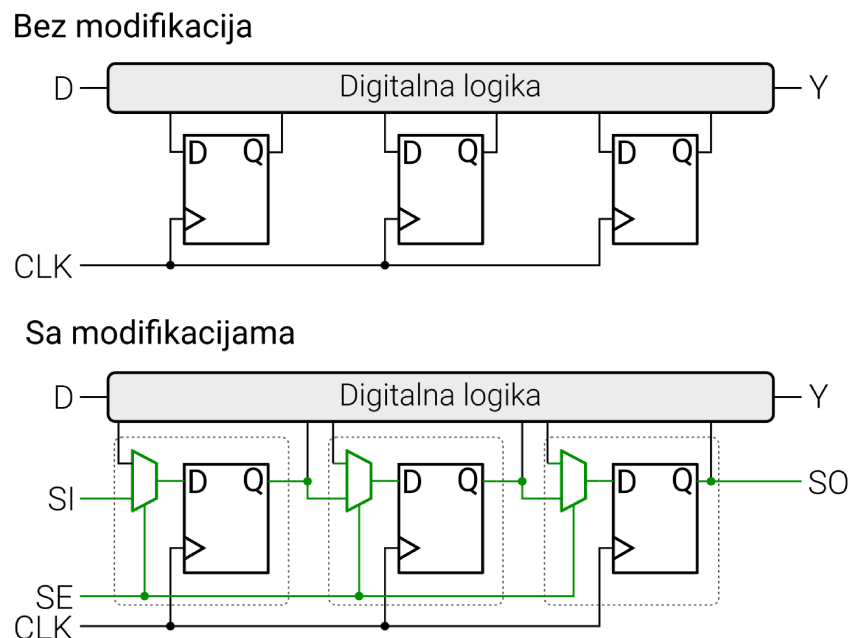 Bez modifikacija
D Digitalna logika Y
D Q D Q D Q
CLK
Sa modifikacijama
D Digitalna logika Y
D Q D Q D Q
SI SO
SE
CLK